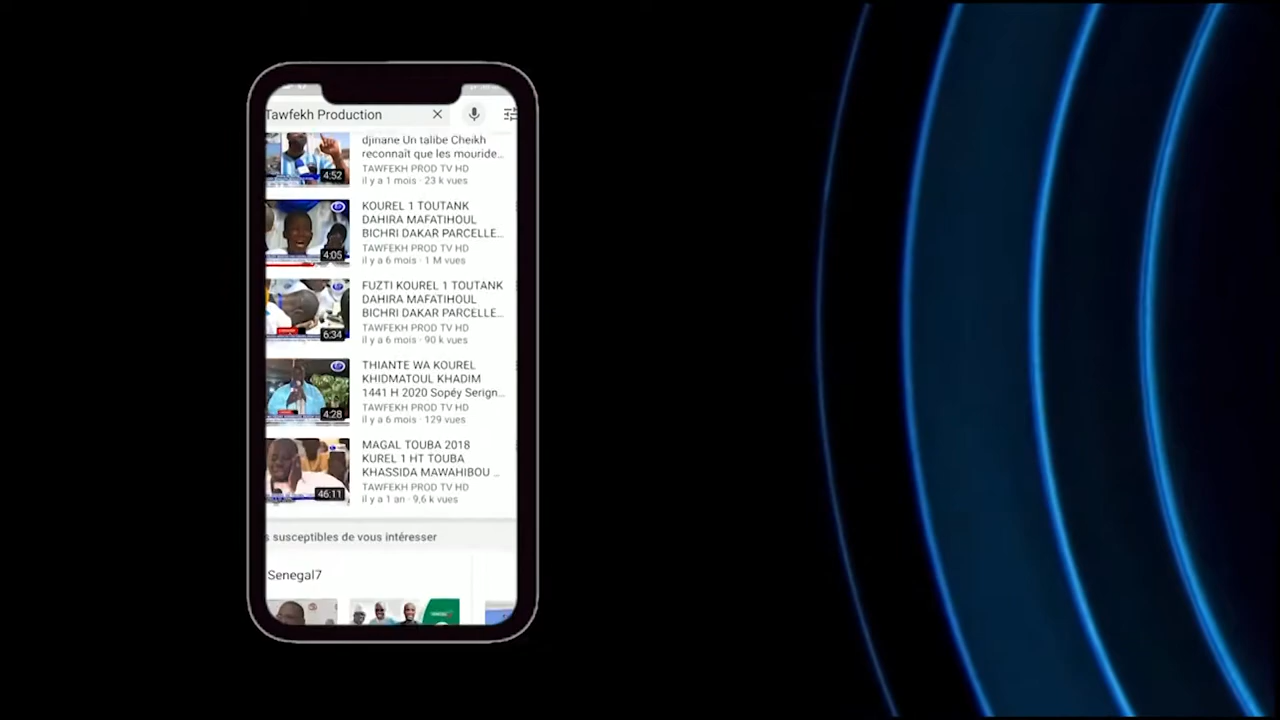 Tawfekh Production
djinane Un talibe Cheikh
reconnaît que les mouride...
TAWFEKH PROD TV HD
il y a 1 mois · 23 k vues
4:52
KOUREL 1 TOUTANK
DAHIRA MAFATIHOUL
BICHRI DAKAR PARCELLE...
TAWFEKH PROD TV HD
il y a 6 mois · 1 M vues
4:05
FUZTI KOUREL 1 TOUTANK
DAHIRA MAFATIHOUL
BICHRI DAKAR PARCELLE...
TAWFEKH PROD TV HD
il y a 6 mois · 90 k vues
6:34
THIANTE WA KOUREL
KHIDMATOUL KHADIM
1441 H 2020 Sopéy Serign...
TAWFEKH PROD TV HD
il y a 6 mois · 129 vues
4:28
MAGAL TOUBA 2018
KUREL 1 HT TOUBA
KHASSIDA MAWAHIBOU ...
TAWFEKH PROD TV HD
il y a 1 an · 9,6 k vues
46:11
s susceptibles de vous intéresser
Senegal7